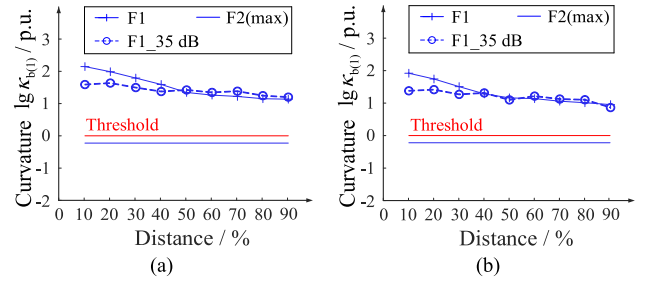 F1 F2(max)
F1_35 dB
Curvature lg κb(1) / p.u.
3
2
1
0
-1
-2
Threshold
0 10 20 30 40 50 60 70 80 90
Distance / %
(a)
F1 F2(max)
F1_35 dB
Curvature lg κb(1) / p.u.
3
2
1
0
-1
-2
Threshold
0 10 20 30 40 50 60 70 80 90
Distance / %
(b)